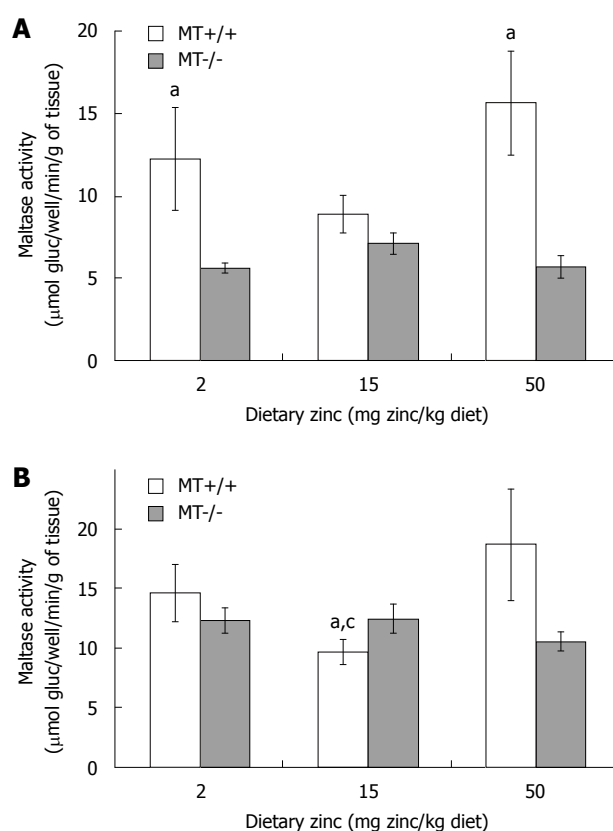 A
MT+/+
MT-/-
Maltase activity
(μmol gluc/well/min/g of tissue)
20
15
10
5
0
a
a
2
15
50
Dietary zinc (mg zinc/kg diet)
B
MT+/+
MT-/-
Maltase activity
(μmol gluc/well/min/g of tissue)
20
15
10
5
0
a,c
2
15
50
Dietary zinc (mg zinc/kg diet)